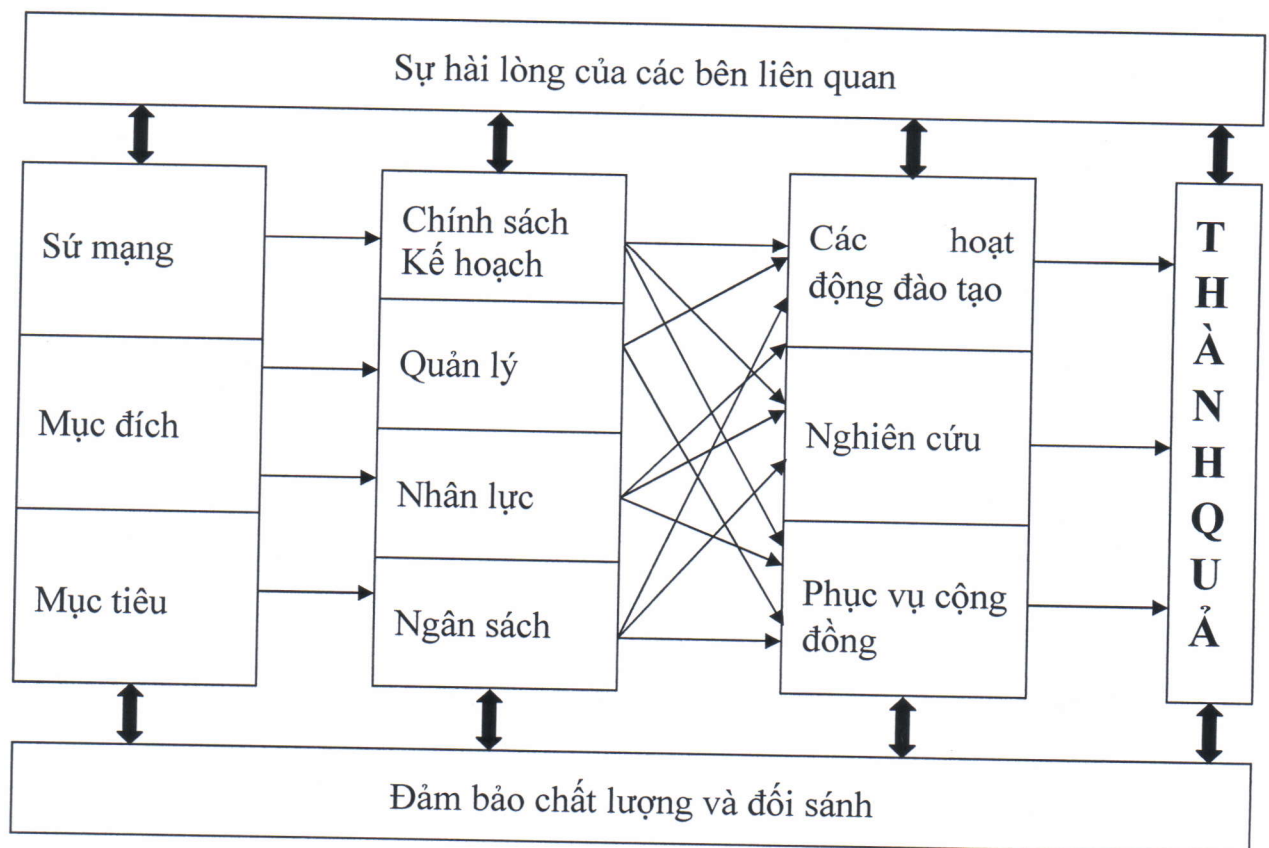 Sự hài lòng của các bên liên quan
Sứ mạng
Mục đích
Mục tiêu
Chính sách
Kế hoạch
Quản lý
Nhân lực
Ngân sách
Các hoạt
động đào tạo
Nghiên cứu
Phục vụ cộng
đồng
T
H
À
N
H
Q
U
Ả
Đảm bảo chất lượng và đối sánh